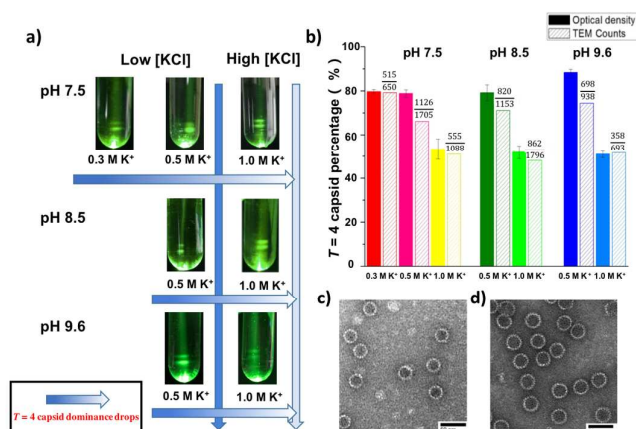 a)
Low [KCl]
High [KCl]
pH 7.5
0.3 M K⁺
0.5 M K⁺
1.0 M K⁺
pH 8.5
0.5 M K⁺
1.0 M K⁺
pH 9.6
0.5 M K⁺
1.0 M K⁺
T = 4 capsid dominance drops
b)
Optical density
TEM Counts
pH 7.5
pH 8.5
pH 9.6
T = 4 capsid percentage ( %)
100
80
60
40
20
0
515
650
1126
1705
555
1088
820
1153
862
1796
698
938
358
693
0.3 M K⁺ 0.5 M K⁺ 1.0 M K⁺
0.5 M K⁺ 1.0 M K⁺
0.5 M K⁺ 1.0 M K⁺
c)
d)